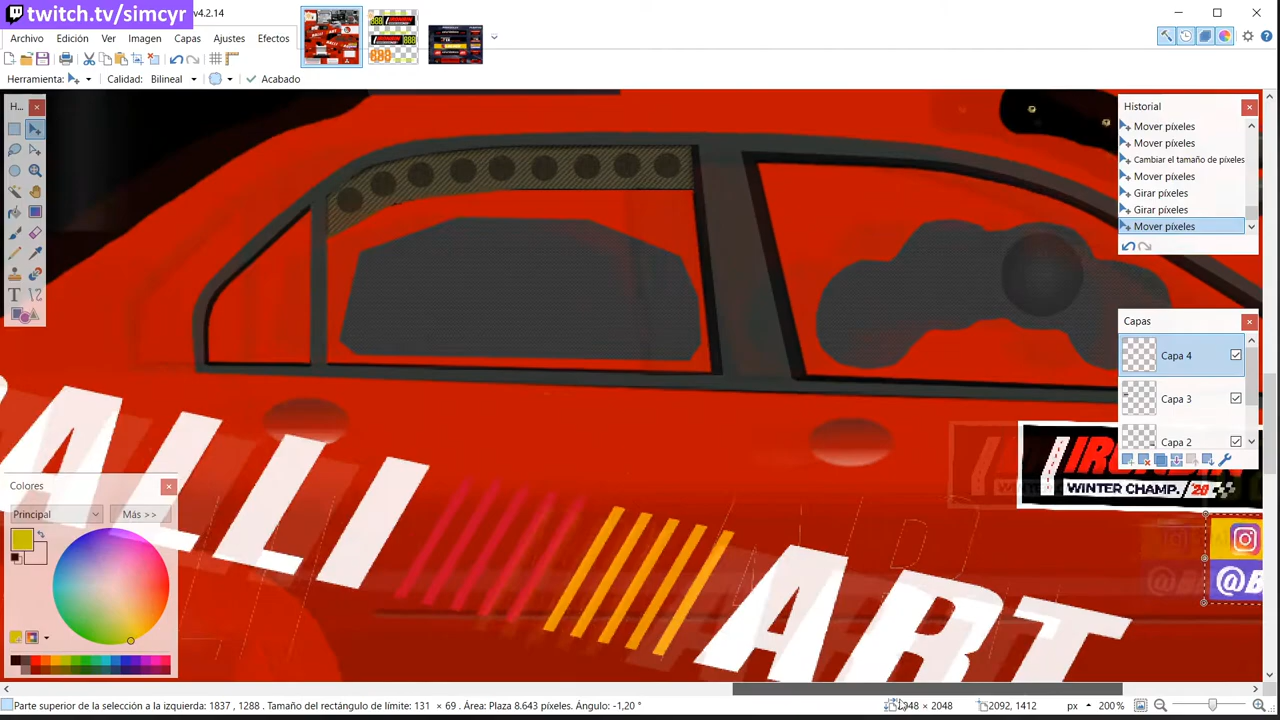 twitch.tv/simcyr
v4.2.14
Archivo Edición Ver Imagen Capas Ajustes Efectos
Herramienta: Calidad: Bilineal Acabado
H...
Historial
Mover píxeles
Mover píxeles
Cambiar el tamaño de píxeles
Mover píxeles
Girar píxeles
Girar píxeles
Mover píxeles
Capas
Capa 4
Capa 3
Capa 2
WINTER CHAMP. /'20
ALLI
ART
Colores
Principal
Más >>
Parte superior de la selección a la izquierda: 1837 , 1288. Tamaño del rectángulo de límite: 131 × 69 . Área: Plaza 8.643 píxeles. Ángulo: -1,20 °
2048 × 2048
2092, 1412
px
200 %